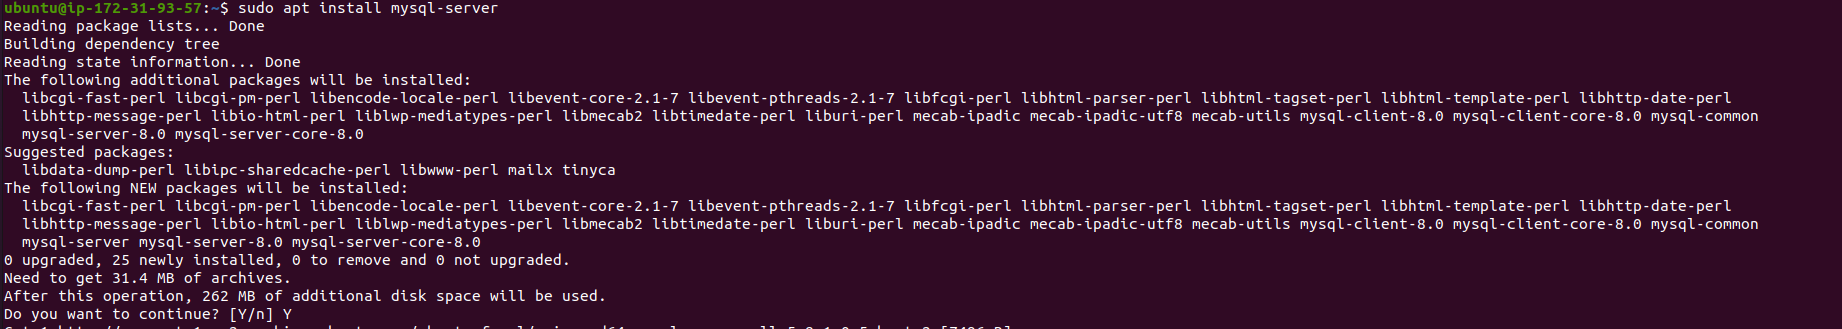 ubuntu@ip-172-31-93-57:~$ sudo apt install mysql-server
Reading package lists... Done
Building dependency tree
Reading state information... Done
The following additional packages will be installed:
  libcgi-fast-perl libcgi-pm-perl libencode-locale-perl libevent-core-2.1-7 libevent-pthreads-2.1-7 libfcgi-perl libhtml-parser-perl libhtml-tagset-perl libhtml-template-perl libhttp-date-perl
  libhttp-message-perl libio-html-perl liblwp-mediatypes-perl libmecab2 libtimedate-perl liburi-perl mecab-ipadic mecab-ipadic-utf8 mecab-utils mysql-client-8.0 mysql-client-core-8.0 mysql-common
  mysql-server-8.0 mysql-server-core-8.0
Suggested packages:
  libdata-dump-perl libipc-sharedcache-perl libwww-perl mailx tinyca
The following NEW packages will be installed:
  libcgi-fast-perl libcgi-pm-perl libencode-locale-perl libevent-core-2.1-7 libevent-pthreads-2.1-7 libfcgi-perl libhtml-parser-perl libhtml-tagset-perl libhtml-template-perl libhttp-date-perl
  libhttp-message-perl libio-html-perl liblwp-mediatypes-perl libmecab2 libtimedate-perl liburi-perl mecab-ipadic mecab-ipadic-utf8 mecab-utils mysql-client-8.0 mysql-client-core-8.0 mysql-common
  mysql-server mysql-server-8.0 mysql-server-core-8.0
0 upgraded, 25 newly installed, 0 to remove and 0 not upgraded.
Need to get 31.4 MB of archives.
After this operation, 262 MB of additional disk space will be used.
Do you want to continue? [Y/n] Y